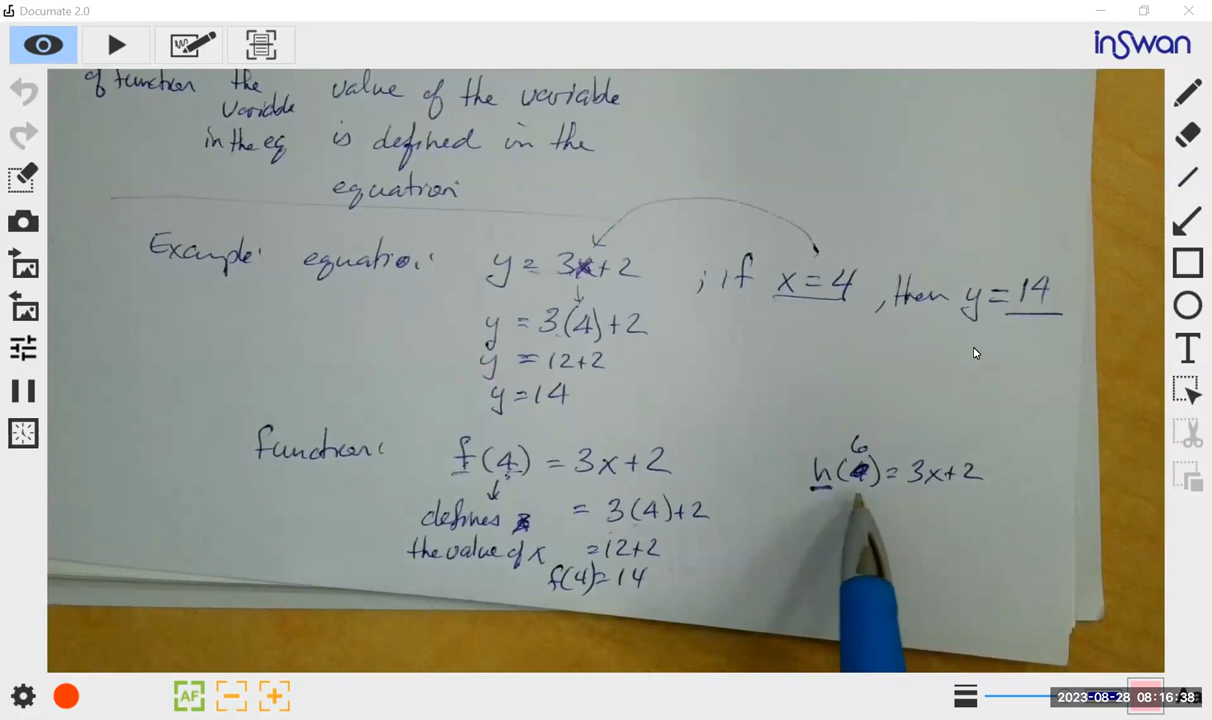 Documate 2.0
inSwan
of function the value of the variable
variable
in the eq is defined in the
equation
Example: equation: y = 3x+2 ; if x = 4 , then y = 14
y = 3(4)+2
y = 12+2
y = 14
function: f(4) = 3x+2
6
h( ) = 3x+2
defines = 3(4)+2
the value of x = 12+2
f(4) = 14
AF
2023-08-28 08:16:38